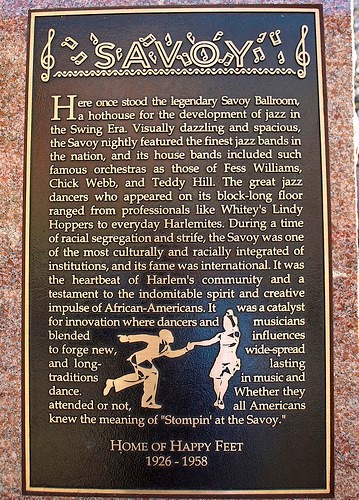 SAVOY
Here once stood the legendary Savoy Ballroom,
a hothouse for the development of jazz in
the Swing Era. Visually dazzling and spacious,
the Savoy nightly featured the finest jazz bands in
the nation, and its house bands included such
famous orchestras as those of Fess Williams,
Chick Webb, and Teddy Hill. The great jazz
dancers who appeared on its block-long floor
ranged from professionals like Whitey's Lindy
Hoppers to everyday Harlemites. During a time
of racial segregation and strife, the Savoy was one
of the most culturally and racially integrated of
institutions, and its fame was international. It was
the heartbeat of Harlem's community and a
testament to the indomitable spirit and creative
impulse of African-Americans. It was a catalyst
for innovation where dancers and musicians
blended influences
to forge new, wide-spread
and long- lasting
traditions in music and
dance. Whether they
attended or not, all Americans
knew the meaning of "Stompin' at the Savoy."
HOME OF HAPPY FEET
1926 - 1958